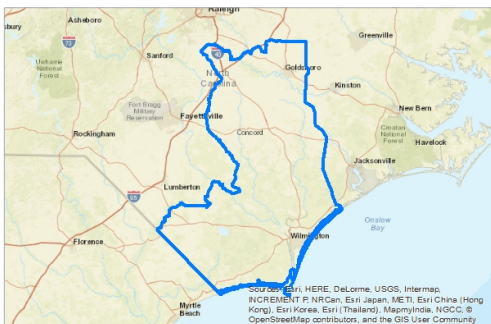 Raleigh
Asheboro
Greenville
Sanford
40
Goldsboro
Uwharrie
National
Forest
North
Carolina
Kinston
Fort Bragg
Military
Reservation
New Bern
Fayetteville
Croatan
National
Forest
Rockingham
Concord
Havelock
Jacksonville
Lumberton
95
Onslow
Bay
Florence
Wilmington
Myrtle
Beach
Sources: Esri, HERE, DeLorme, USGS, Intermap,
INCREMENT P, NRCan, Esri Japan, METI, Esri China (Hong
Kong), Esri Korea, Esri (Thailand), MapmyIndia, NGCC, ©
OpenStreetMap contributors, and the GIS User Community